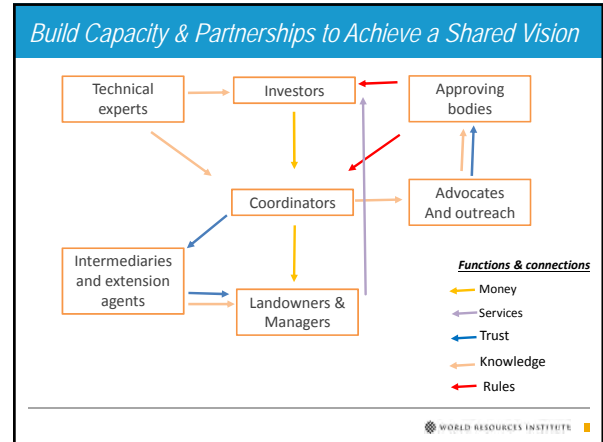 Build Capacity & Partnerships to Achieve a Shared Vision
Technical
experts
Investors
Approving
bodies
Coordinators
Advocates
And outreach
Intermediaries
and extension
agents
Landowners &
Managers
Functions & connections
Money
Services
Trust
Knowledge
Rules
WORLD RESOURCES INSTITUTE